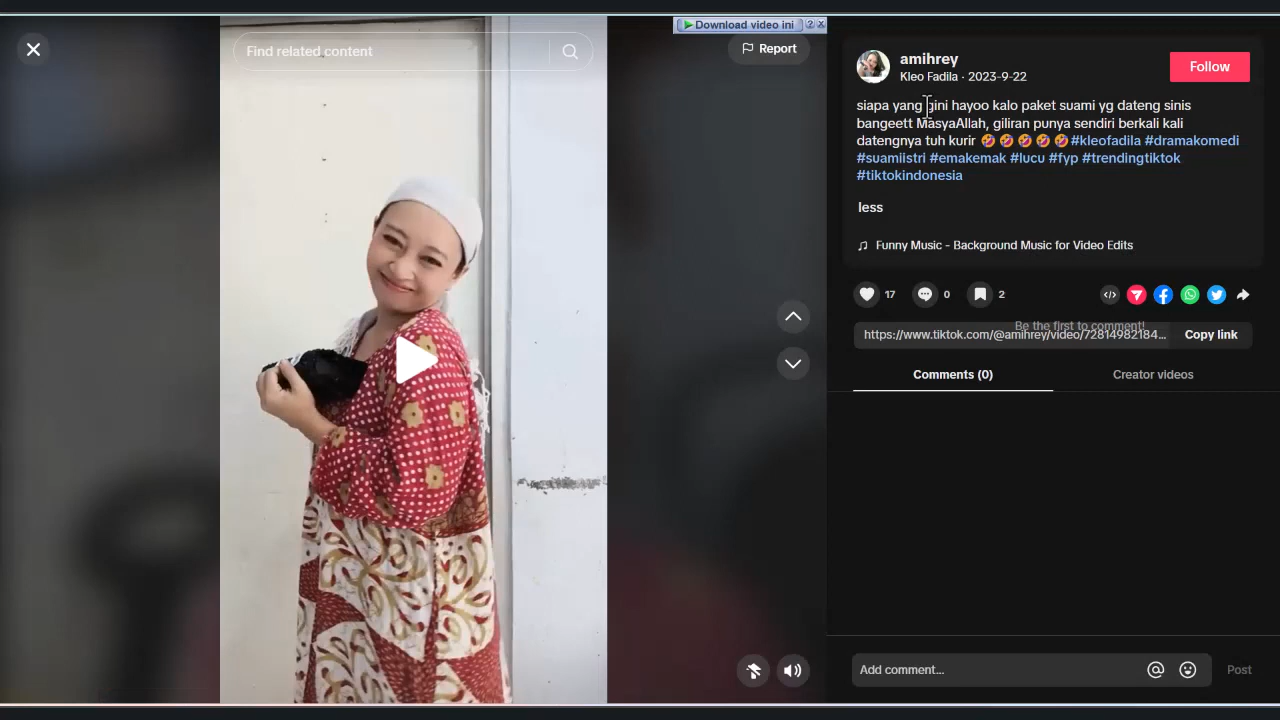 Download video ini ? x
Find related content
Report
amihrey
Kleo Fadila · 2023-9-22
Follow
siapa yang gini hayoo kalo paket suami yg dateng sinis
bangeett MasyaAllah, giliran punya sendiri berkali kali
datengnya tuh kurir 🤣🤣🤣🤣🤣#kleofadila #dramakomedi
#suamiistri #emakemak #lucu #fyp #trendingtiktok
#tiktokindonesia
less
Funny Music - Background Music for Video Edits
17
0
2
Be the first to comment!
https://www.tiktok.com/@amihrey/video/72814982184...
Copy link
Comments (0)
Creator videos
Add comment...
Post